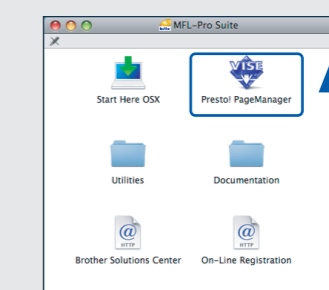 MFL-Pro Suite
VISE
Start Here OSX
Presto! PageManager
Utilities
Documentation
@
HTTP
@
HTTP
Brother Solutions Center
On-Line Registration